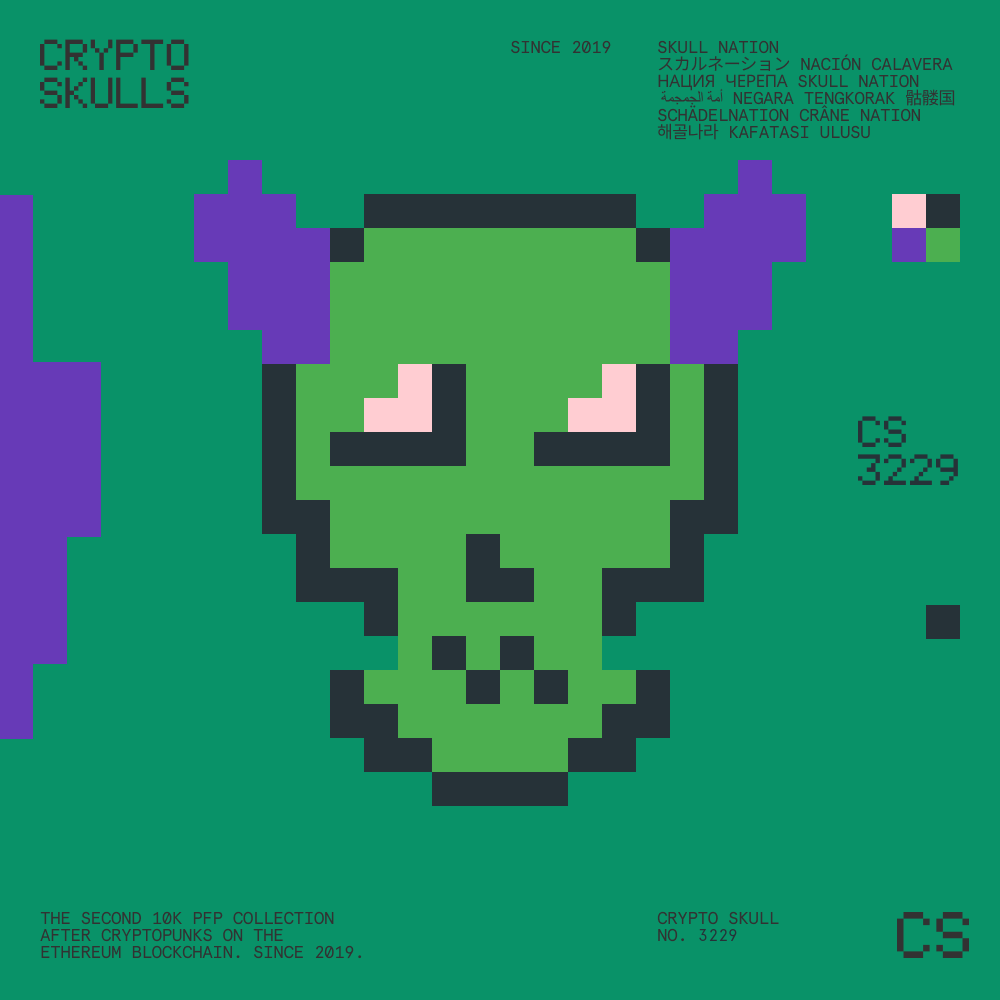 CRYPTO
SKULLS
SINCE 2019
SKULL NATION
スカルネーション NACIÓN CALAVERA
НАЦИЯ ЧЕРЕПА SKULL NATION
أمة الجمجمة NEGARA TENGKORAK 骷髅国
SCHÄDELNATION CRÂNE NATION
해골나라 KAFATASI ULUSU
CS
3229
THE SECOND 10K PFP COLLECTION
AFTER CRYPTOPUNKS ON THE
ETHEREUM BLOCKCHAIN. SINCE 2019.
CRYPTO SKULL
NO. 3229
CS